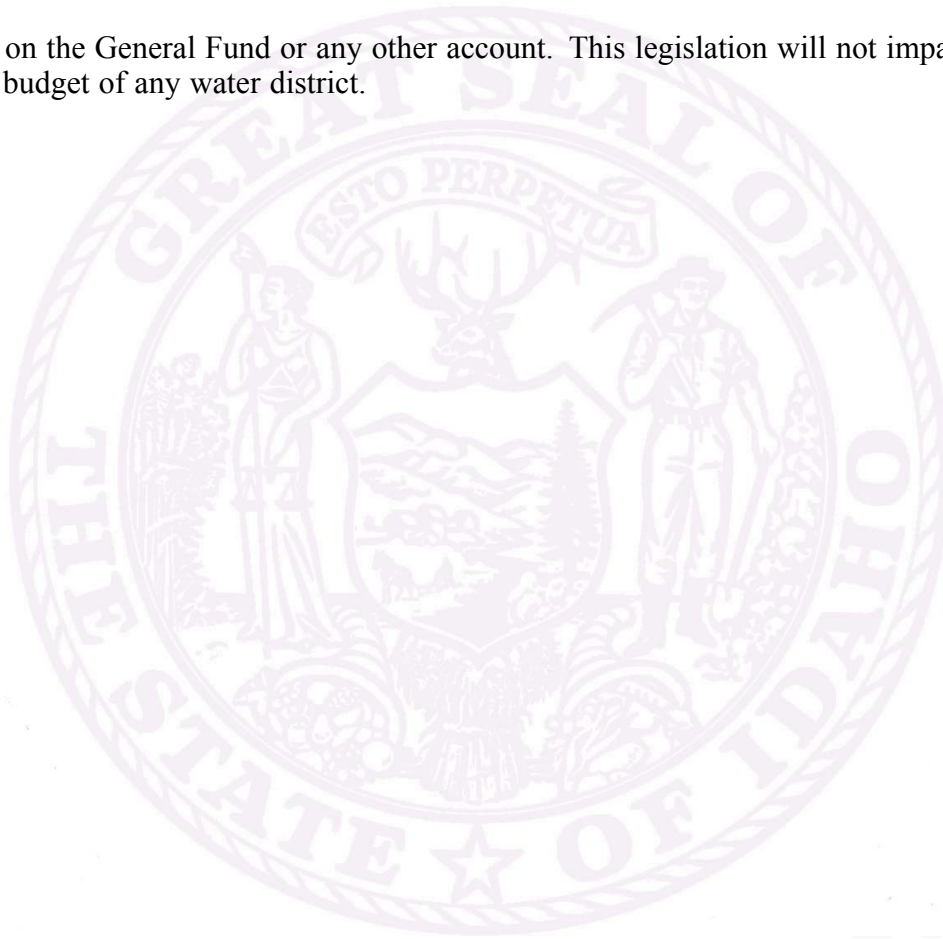 on the General Fund or any other account. This legislation will not impa
budget of any water district.
GREAT SEAL OF
ESTO PERPETUA
THE STATE ★ OF IDAHO